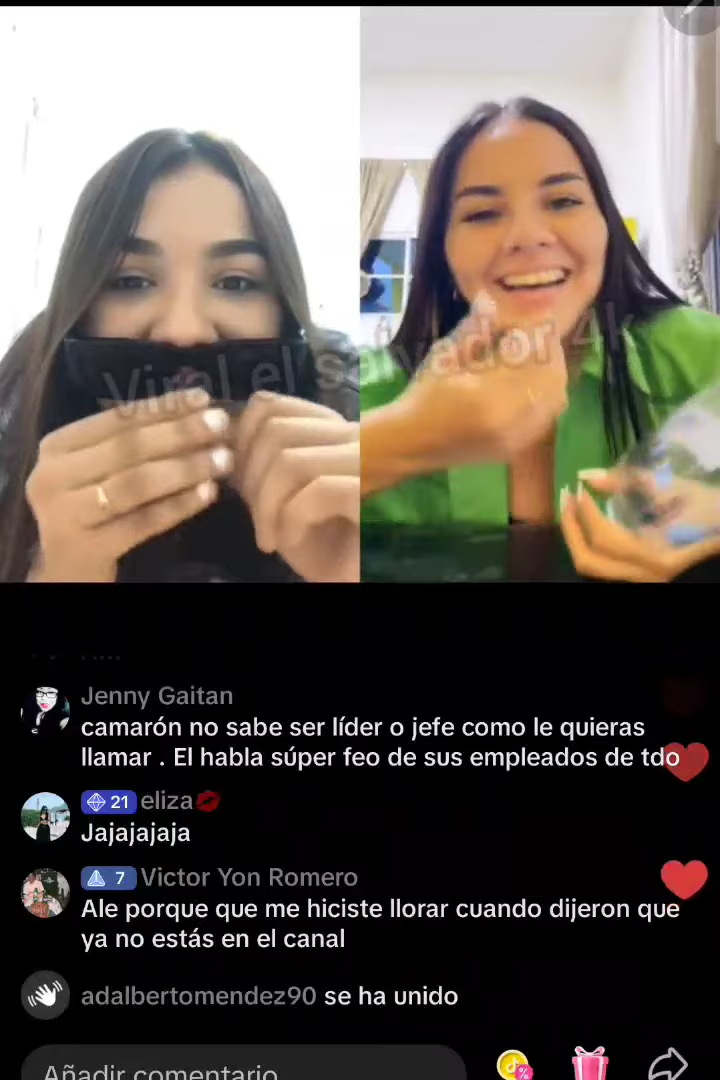 Viral el salvador 4k
Jenny Gaitan
camarón no sabe ser líder o jefe como le quieras
llamar . El habla súper feo de sus empleados de tdo
21 eliza💋
Jajajajaja
7 Victor Yon Romero
Ale porque que me hiciste llorar cuando dijeron que
ya no estás en el canal
adalbertomendez90 se ha unido
Añadir comentario